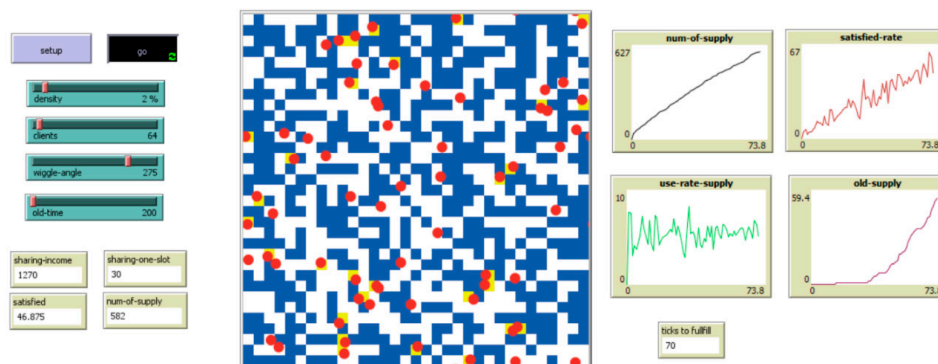 setup
go
density 2 %
clients 64
wiggle-angle 275
old-time 200
sharing-income
1270
sharing-one-slot
30
satisfied
46.875
num-of-supply
582
num-of-supply
627
0
0 73.8
satisfied-rate
67
0
0 73.8
use-rate-supply
10
0
0 73.8
old-supply
59.4
0
0 73.8
ticks to fullfill
70